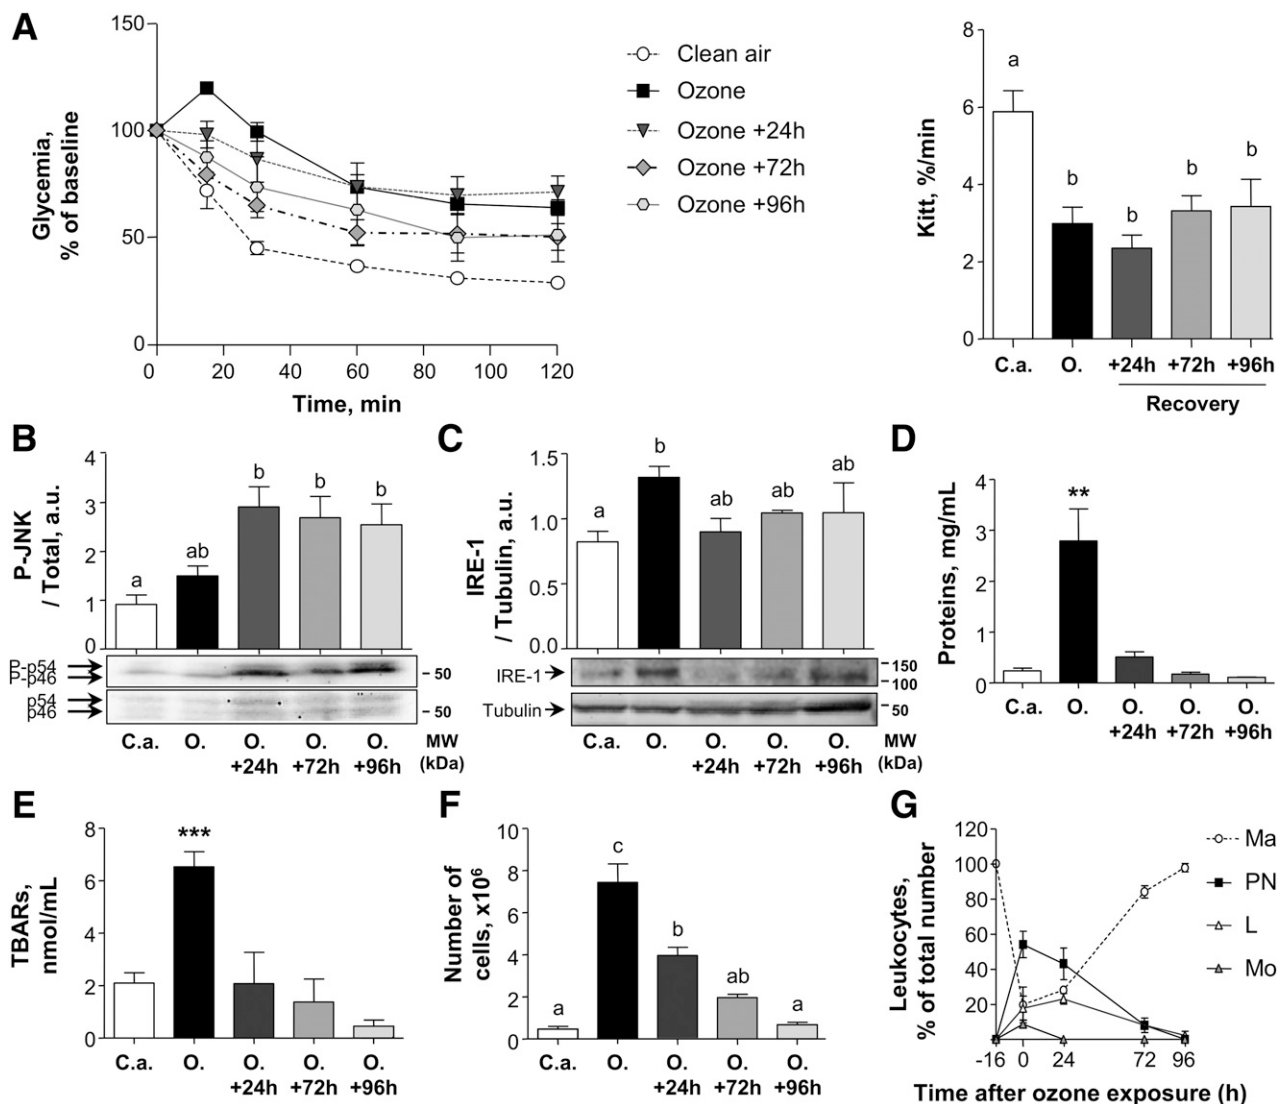 A
150
100
50
0
Glycemia,
% of baseline
0 20 40 60 80 100 120
Time, min
Clean air
Ozone
Ozone +24h
Ozone +72h
Ozone +96h
8
6
4
2
0
Kitt, %/min
a
b
b
b
b
C.a. O. +24h +72h +96h
Recovery
B
4
3
2
1
0
P-JNK
/ Total, a.u.
a
ab
b
b
b
P-p54
P-p46
p54
p46
50
50
C.a. O. O. O. O. MW
+24h +72h +96h (kDa)
C
1.5
1.0
0.5
0.0
IRE-1
/ Tubulin, a.u.
a
b
ab
ab
ab
IRE-1
Tubulin
150
100
50
C.a. O. O. O. O. MW
+24h +72h +96h (kDa)
D
4
3
2
1
0
Proteins, mg/mL
**
C.a. O. O. O. O.
+24h +72h +96h
E
8
6
4
2
0
TBARs,
nmol/mL
***
C.a. O. O. O. O.
+24h +72h +96h
F
10
8
6
4
2
0
Number of
cells, x10⁶
a
c
b
ab
a
C.a. O. O. O. O.
+24h +72h +96h
G
120
100
80
60
40
20
Leukocytes,
% of total number
-16 0 24 72 96
Time after ozone exposure (h)
Ma
PN
L
Mo